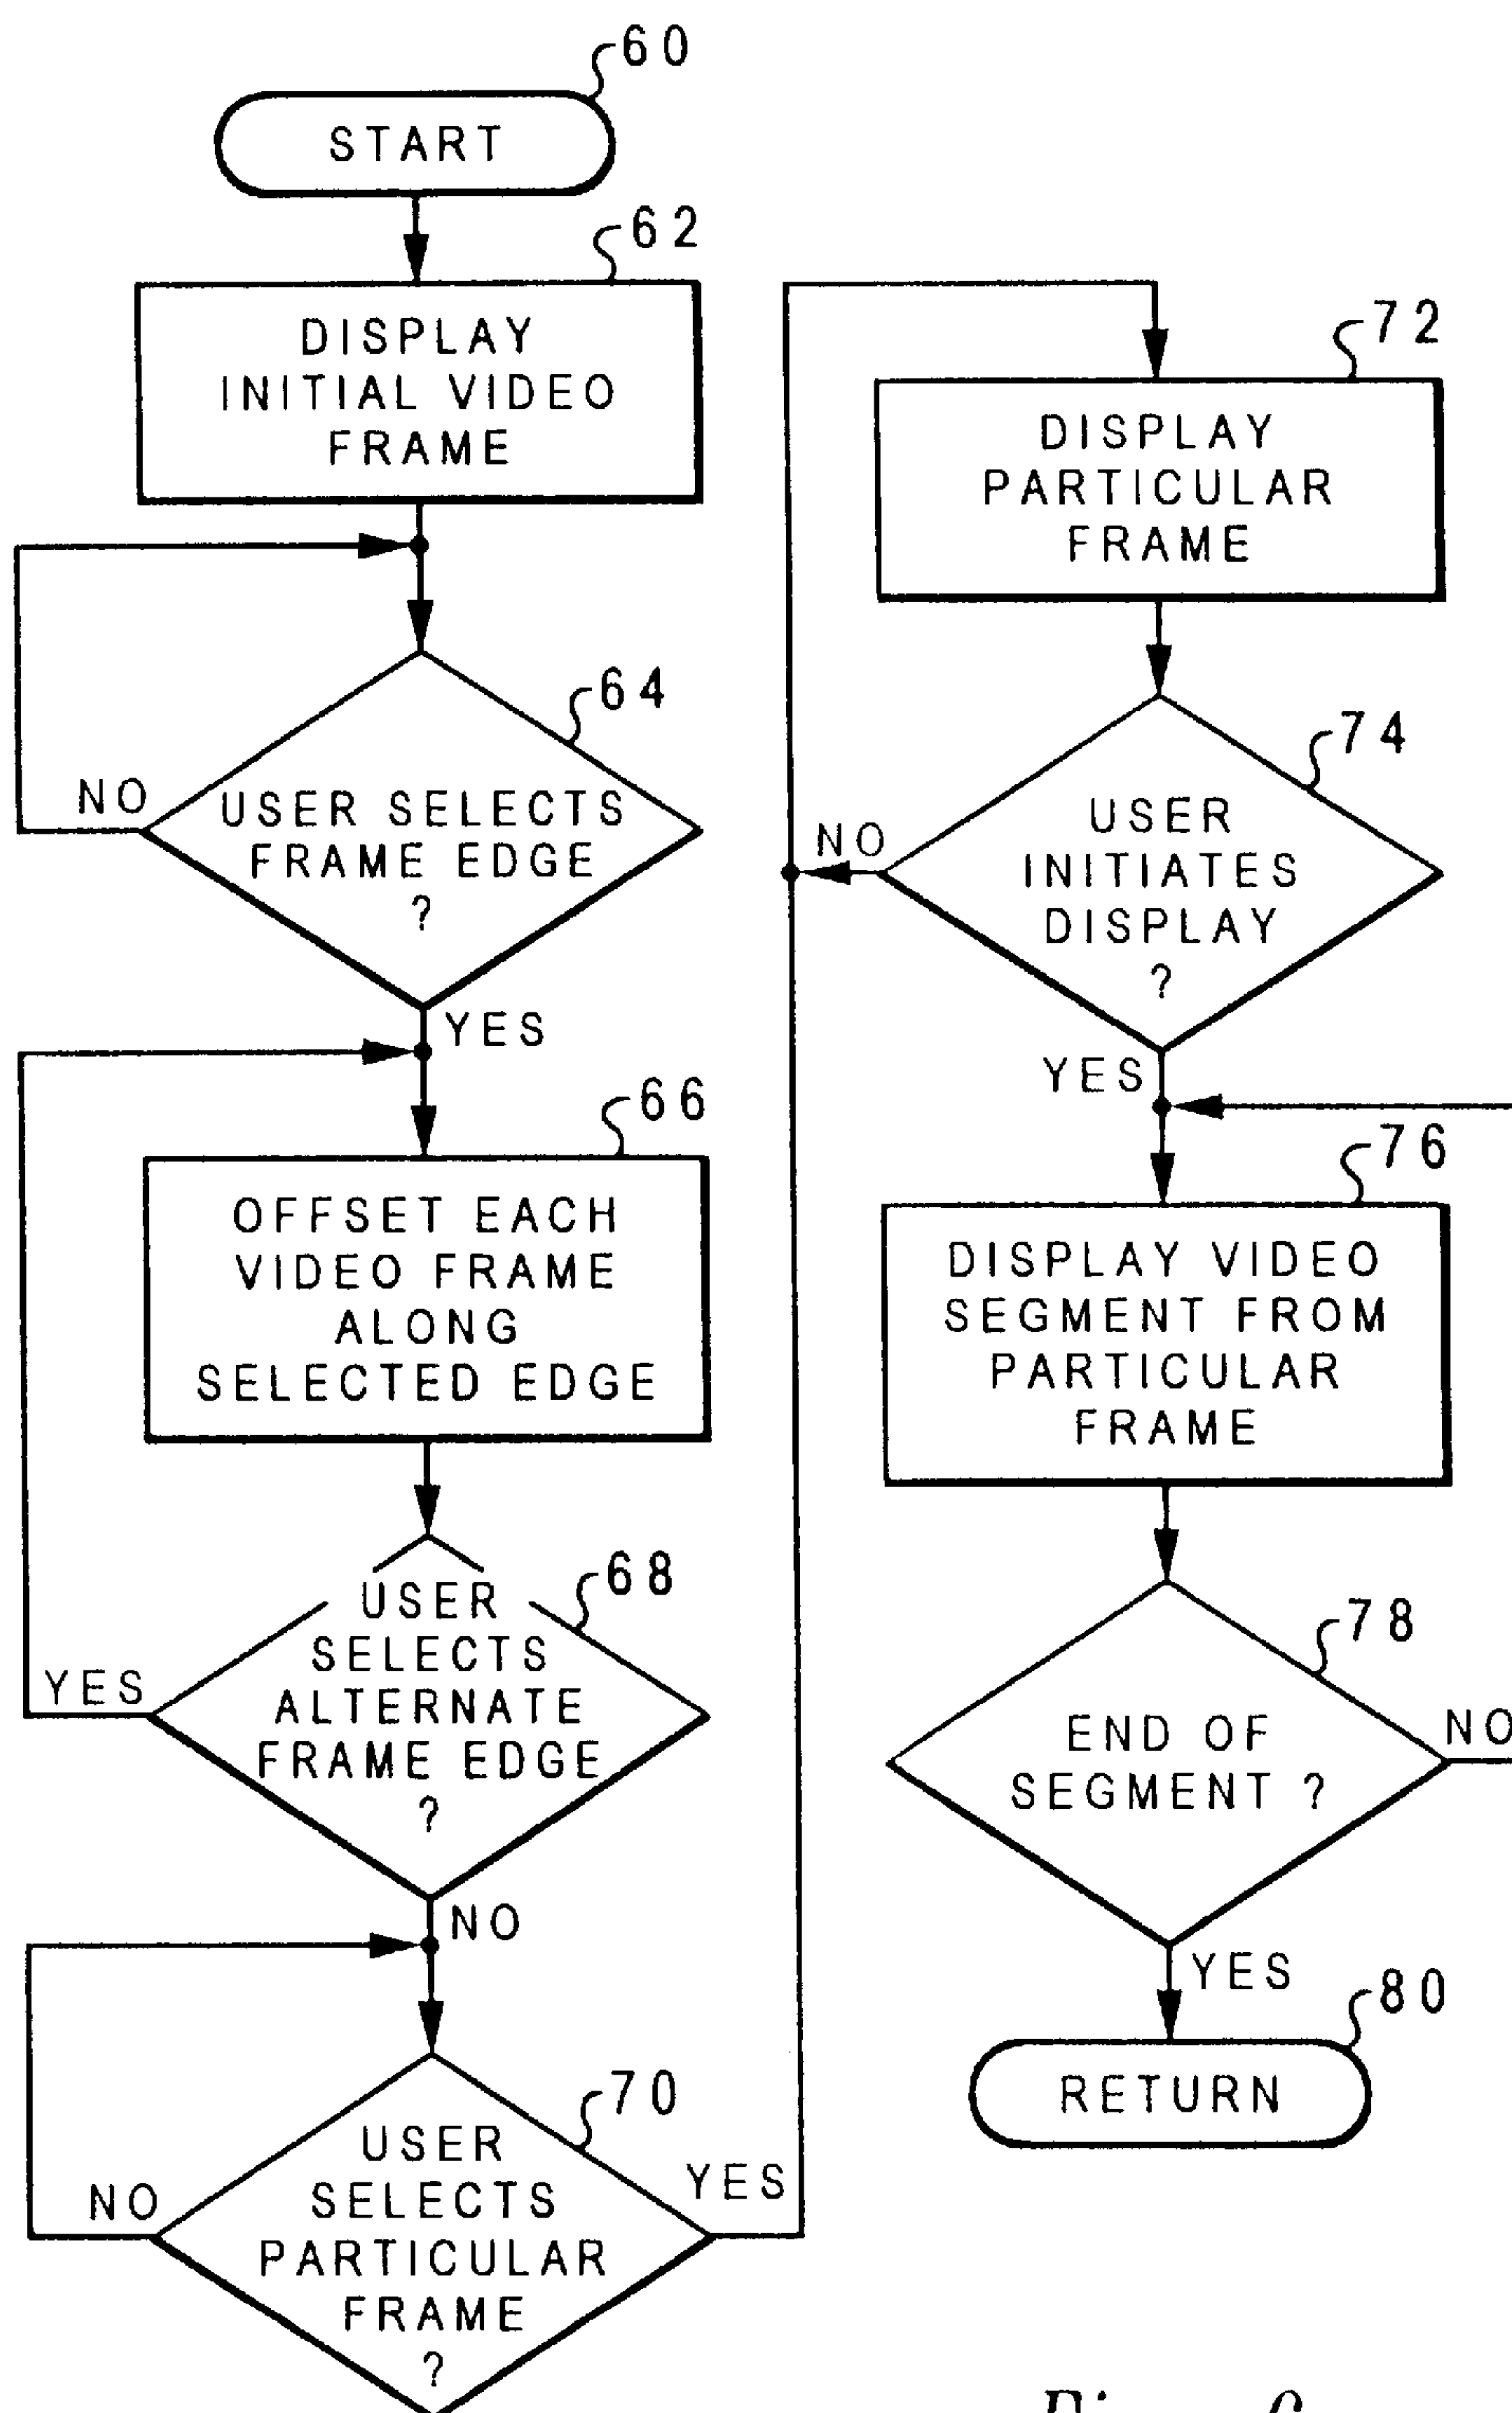 60
START
62
DISPLAY
INITIAL VIDEO
FRAME
64
NO
USER SELECTS
FRAME EDGE
?
YES
66
OFFSET EACH
VIDEO FRAME
ALONG
SELECTED EDGE
68
YES
USER
SELECTS
ALTERNATE
FRAME EDGE
?
NO
70
NO
USER
SELECTS
PARTICULAR
FRAME
?
YES
72
DISPLAY
PARTICULAR
FRAME
74
NO
USER
INITIATES
DISPLAY
?
YES
76
DISPLAY VIDEO
SEGMENT FROM
PARTICULAR
FRAME
78
END OF
SEGMENT ?
NO
YES
80
RETURN